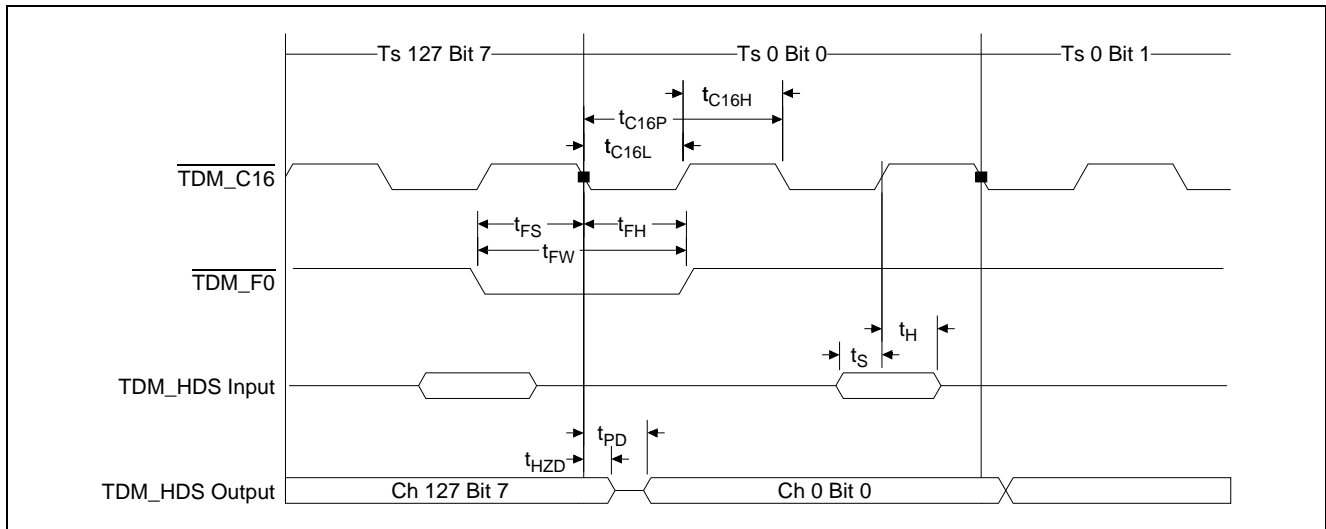 Ts 127 Bit 7 Ts 0 Bit 0 Ts 0 Bit 1
tC16H
tC16P
tC16L
TDM_C16
tFS tFH
tFW
TDM_F0
tH
tS
TDM_HDS Input
tPD
tHZD
TDM_HDS Output Ch 127 Bit 7 Ch 0 Bit 0